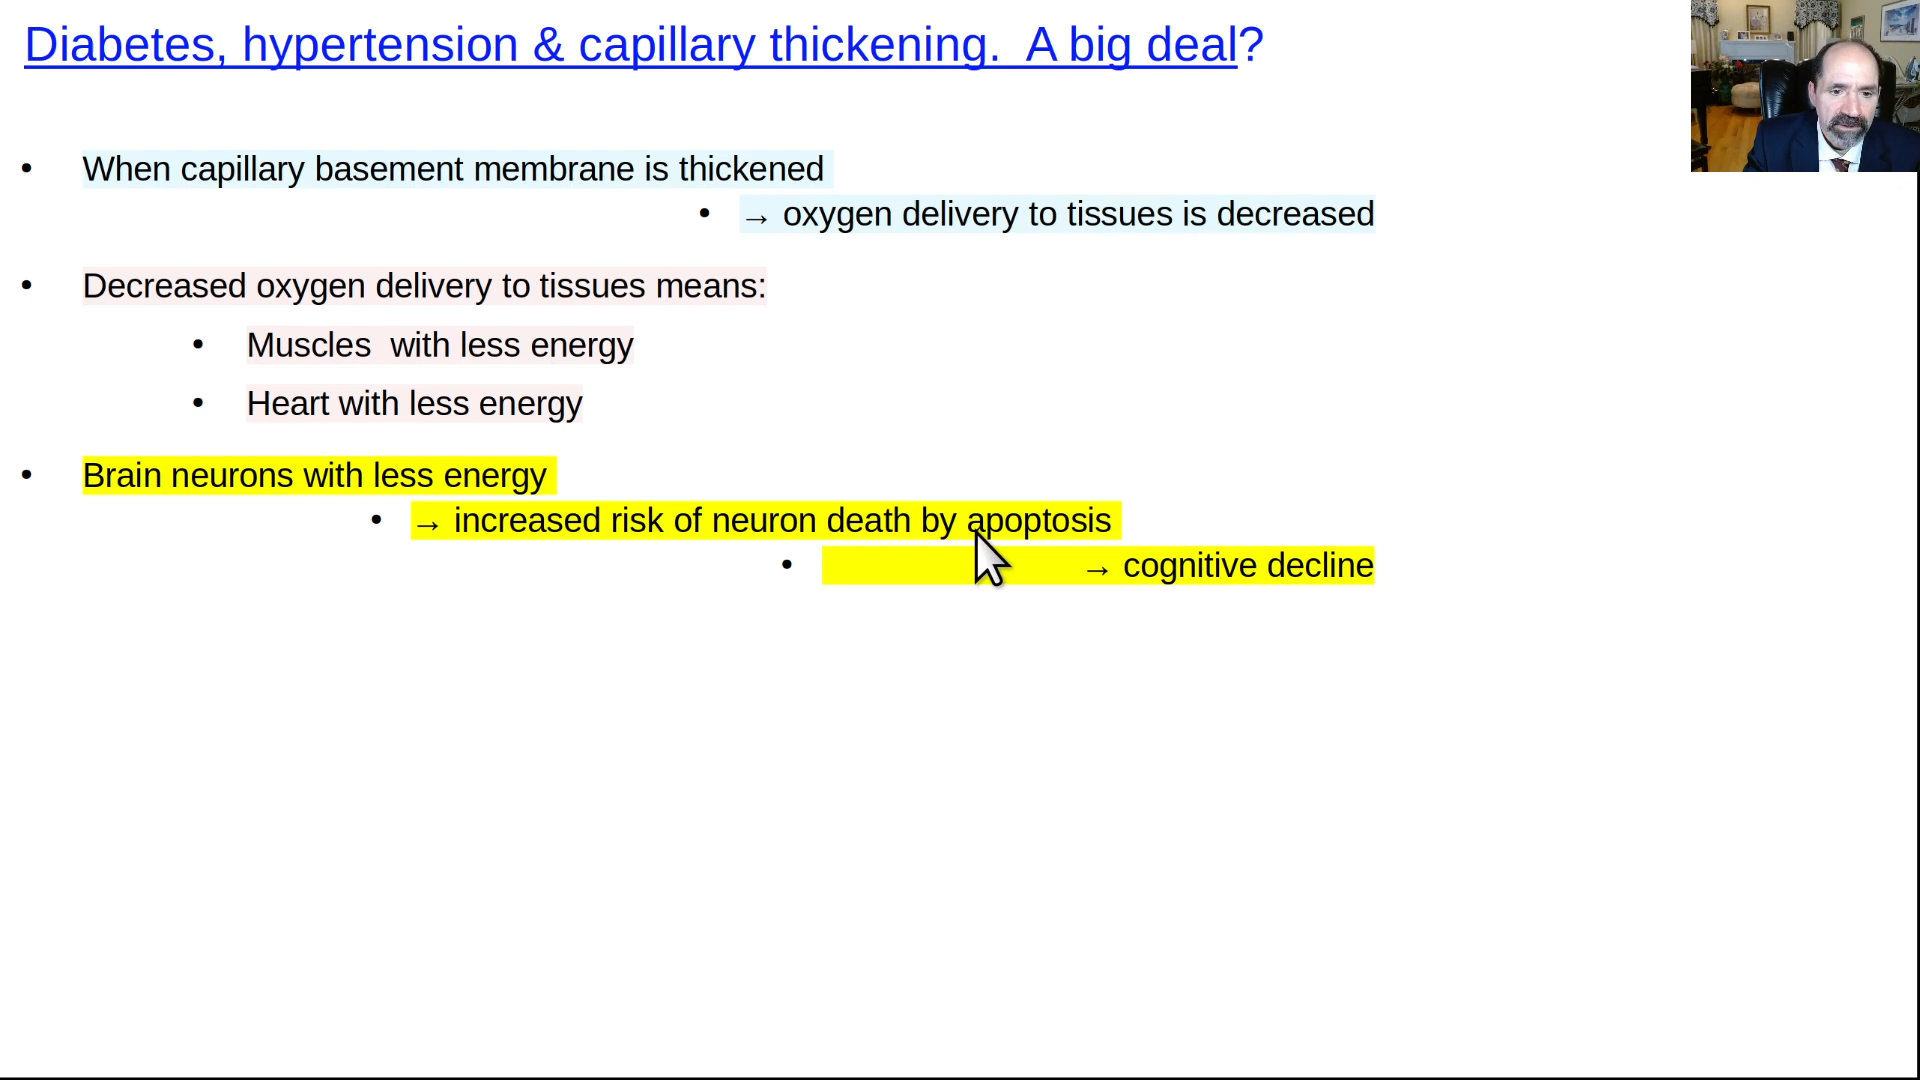 Diabetes, hypertension & capillary thickening.  A big deal?
• When capillary basement membrane is thickened
• → oxygen delivery to tissues is decreased
• Decreased oxygen delivery to tissues means:
• Muscles  with less energy
• Heart with less energy
• Brain neurons with less energy
• → increased risk of neuron death by apoptosis
• → cognitive decline